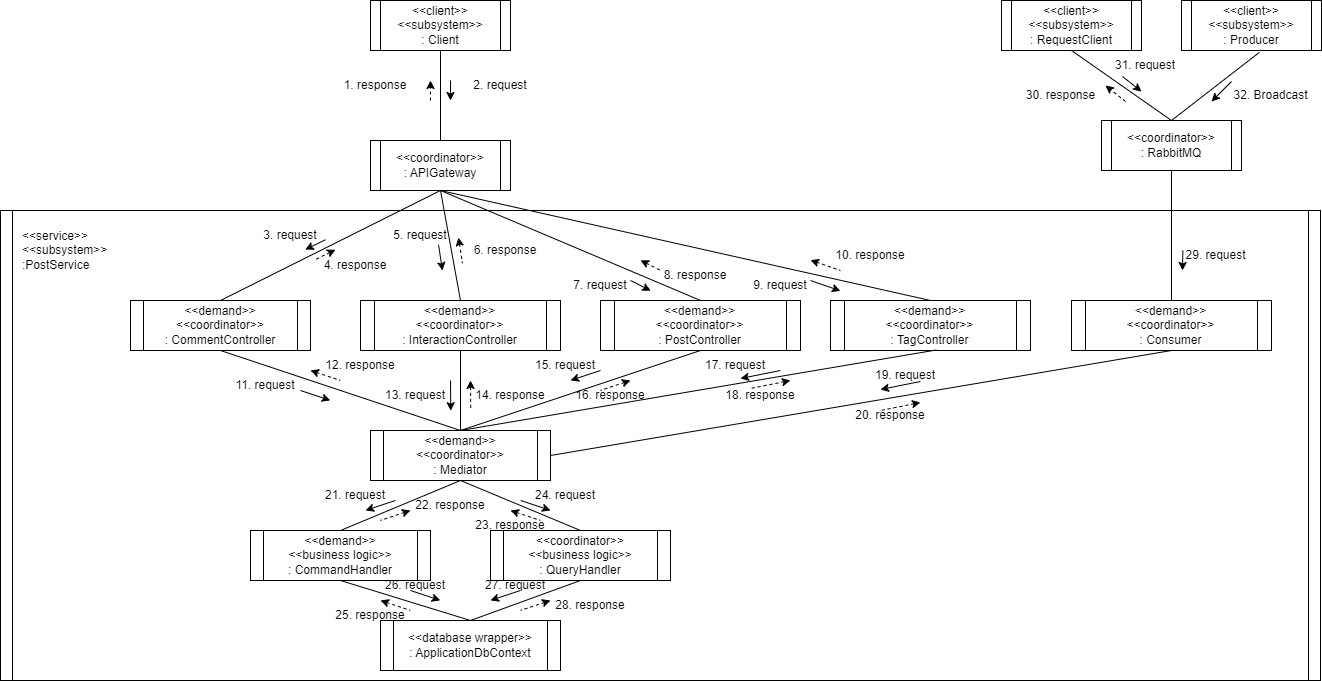 <<client>>
<<subsystem>>
: Client
<<client>>
<<subsystem>>
: RequestClient
<<client>>
<<subsystem>>
: Producer
1. response
2. request
31. request
30. response
32. Broadcast
<<coordinator>>
: APIGateway
<<coordinator>>
: RabbitMQ
<<service>>
<<subsystem>>
:PostService
3. request
4. response
5. request
6. response
7. request
8. response
9. request
10. response
29. request
<<demand>>
<<coordinator>>
: CommentController
<<demand>>
<<coordinator>>
: InteractionController
<<demand>>
<<coordinator>>
: PostController
<<demand>>
<<coordinator>>
: TagController
<<demand>>
<<coordinator>>
: Consumer
11. request
12. response
13. request
14. response
15. request
16. response
17. request
18. response
19. request
20. response
<<demand>>
<<coordinator>>
: Mediator
21. request
22. response
23. response
24. request
<<demand>>
<<business logic>>
: CommandHandler
<<coordinator>>
<<business logic>>
: QueryHandler
26. request
27. request
25. response
28. response
<<database wrapper>>
: ApplicationDbContext